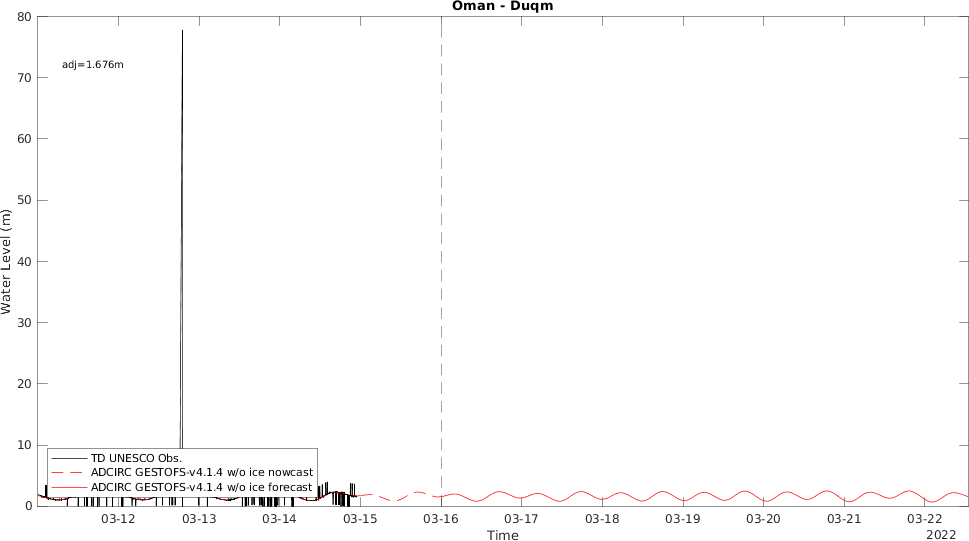 Oman - Duqm
80
70
60
50
40
30
20
10
0
Water Level (m)
adj=1.676m
TD UNESCO Obs.
ADCIRC GESTOFS-v4.1.4 w/o ice nowcast
ADCIRC GESTOFS-v4.1.4 w/o ice forecast
03-12 03-13 03-14 03-15 03-16 03-17 03-18 03-19 03-20 03-21 03-22
Time
2022